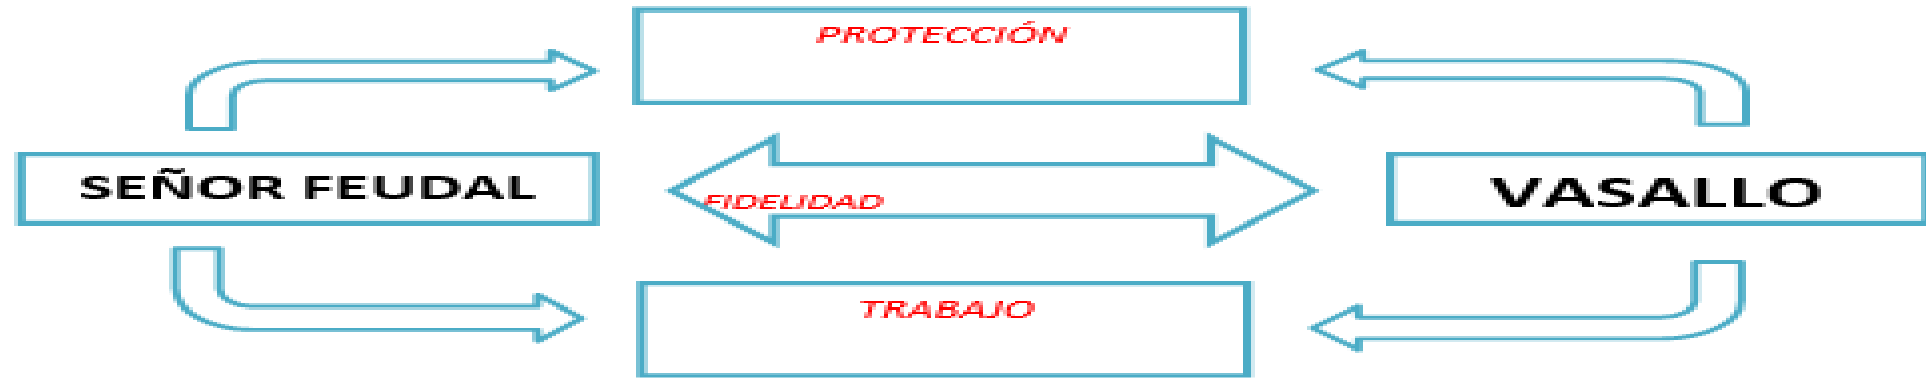 PROTECCIÓN
SEÑOR FEUDAL
FIDELIDAD
VASALLO
TRABAJO